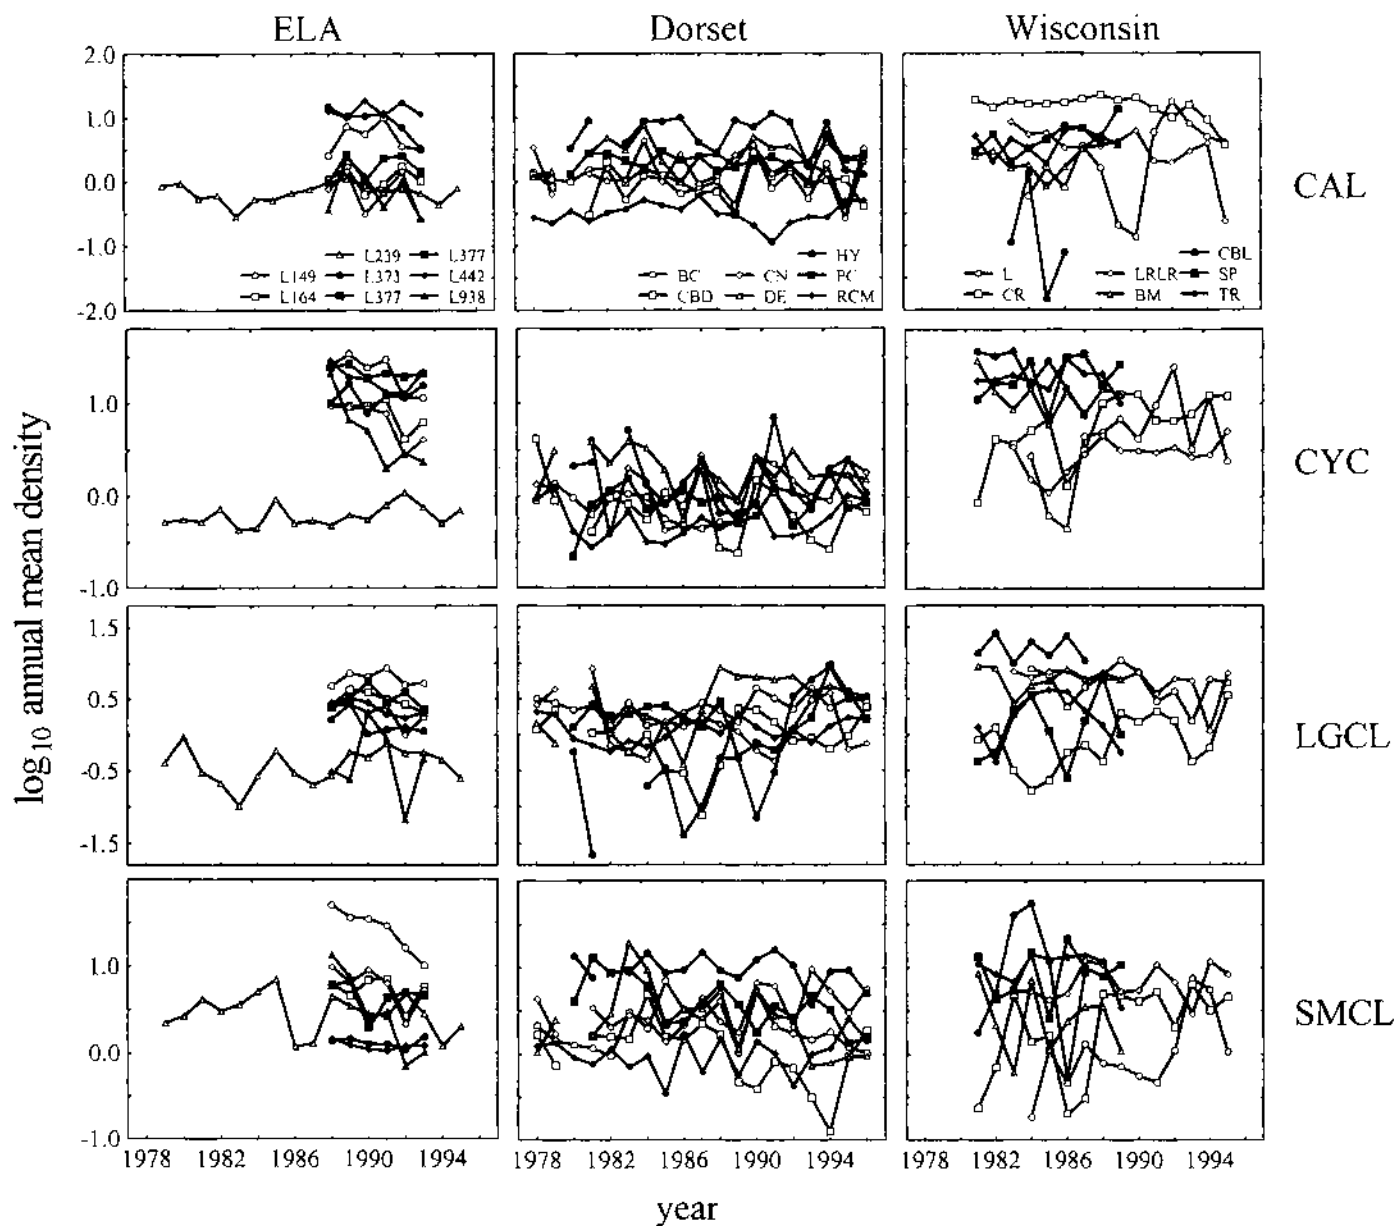 ELA Dorset Wisconsin
2.0
1.0
0.0
-1.0
-2.0
CAL
L239 L377
L149 L373 L442
L164 L377 L938
HY
BC CN PC
CBD DE RCM
CBL
L LRLR SP
CR BM TR
1.0
0.0
-1.0
CYC
log10 annual mean density
1.5
0.5
-0.5
-1.5
LGCL
1.0
0.0
-1.0
SMCL
1978 1982 1986 1990 1994 1978 1982 1986 1990 1994 1978 1982 1986 1990 1994
year